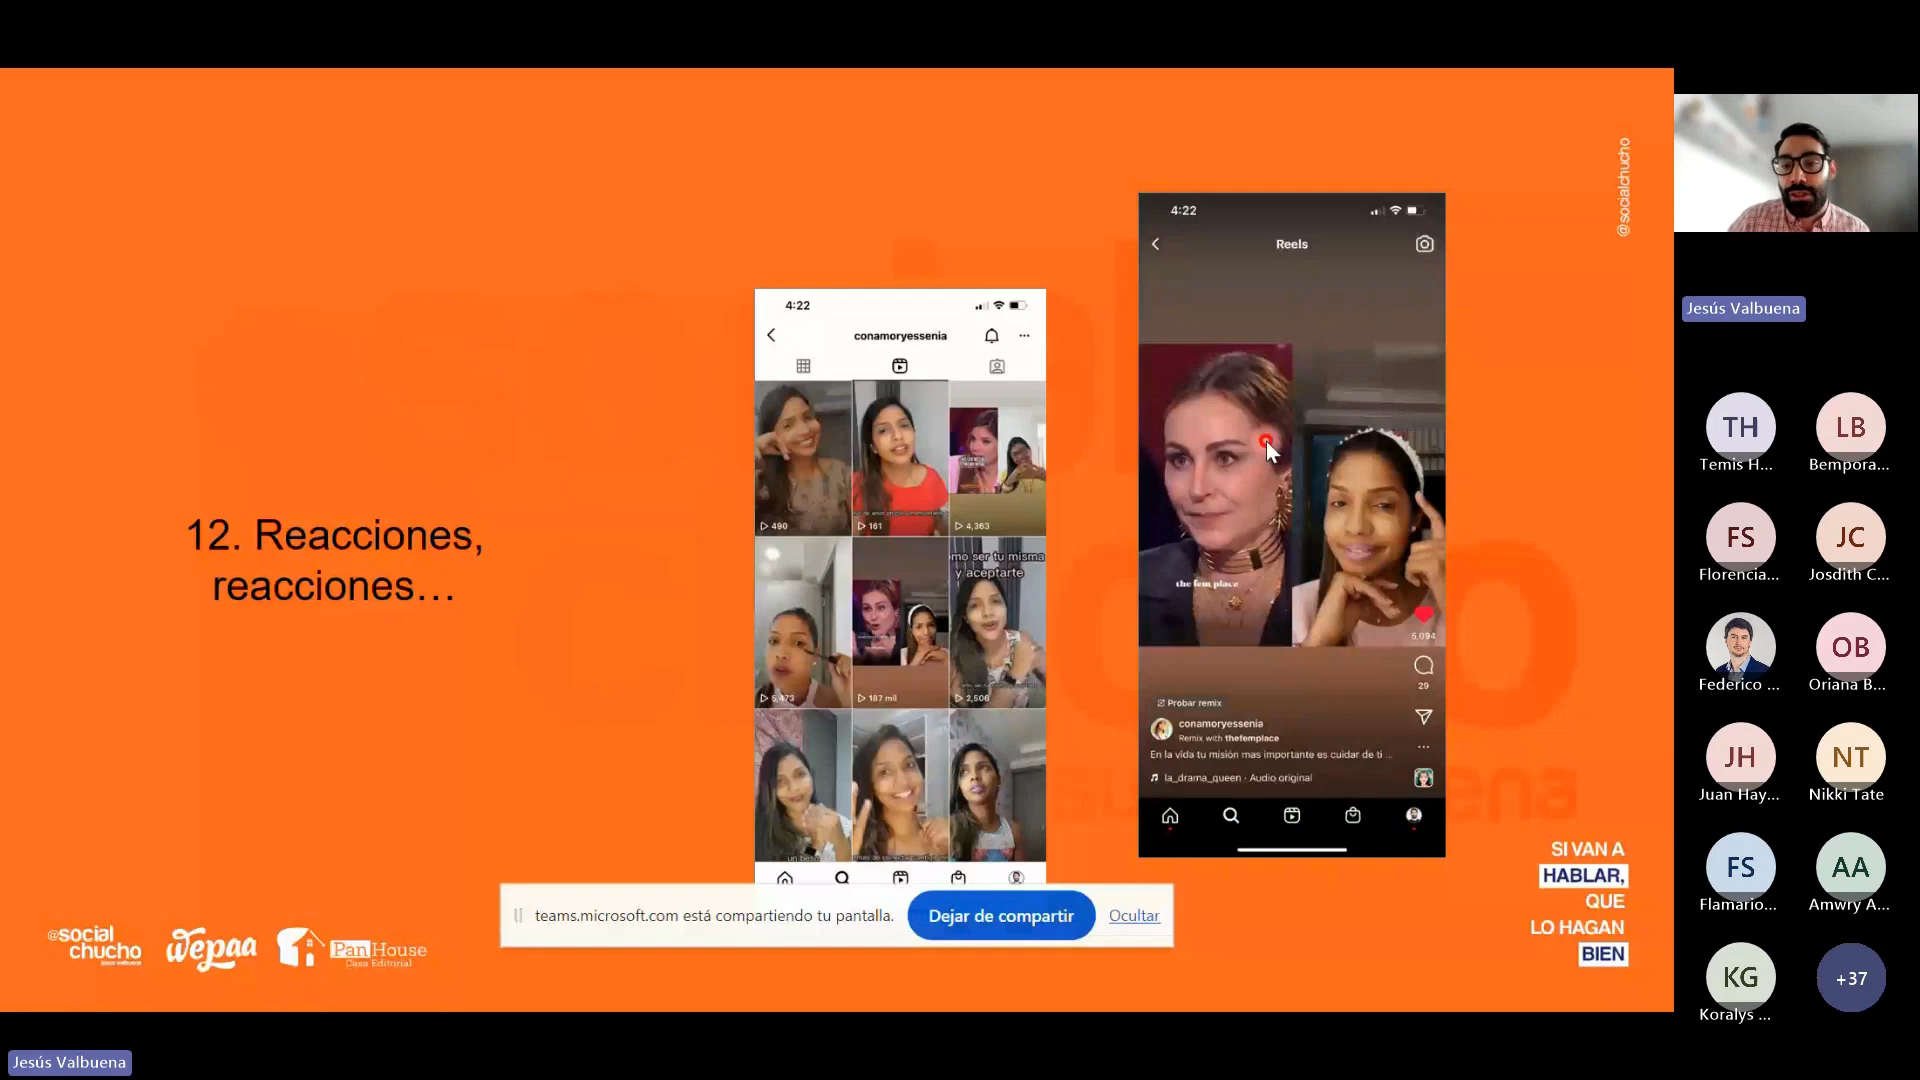 @socialchucho
12. Reacciones,
reacciones...
4:22
conamoryessenia
490
161
4,363
mo ser tu misma
y aceptarte
5,473
187 mil
2,506
un beso
4:22
Reels
the fem place
5,094
29
Probar remix
conamoryessenia
Remix with thefemplace
En la vida tu misión mas importante es cuidar de ti ...
la_drama_queen · Audio original
SI VAN A
HABLAR,
QUE
LO HAGAN
BIEN
@social
chucho
wepaa
PanHouse
Casa Editorial
teams.microsoft.com está compartiendo tu pantalla.
Dejar de compartir
Ocultar
Jesús Valbuena
TH
Temis H...
LB
Bempora...
FS
Florencia...
JC
Josdith C...
Federico ...
OB
Oriana B...
JH
Juan Hay...
NT
Nikki Tate
FS
Flamario...
AA
Amwry A...
KG
Koralys ...
+37
Jesús Valbuena